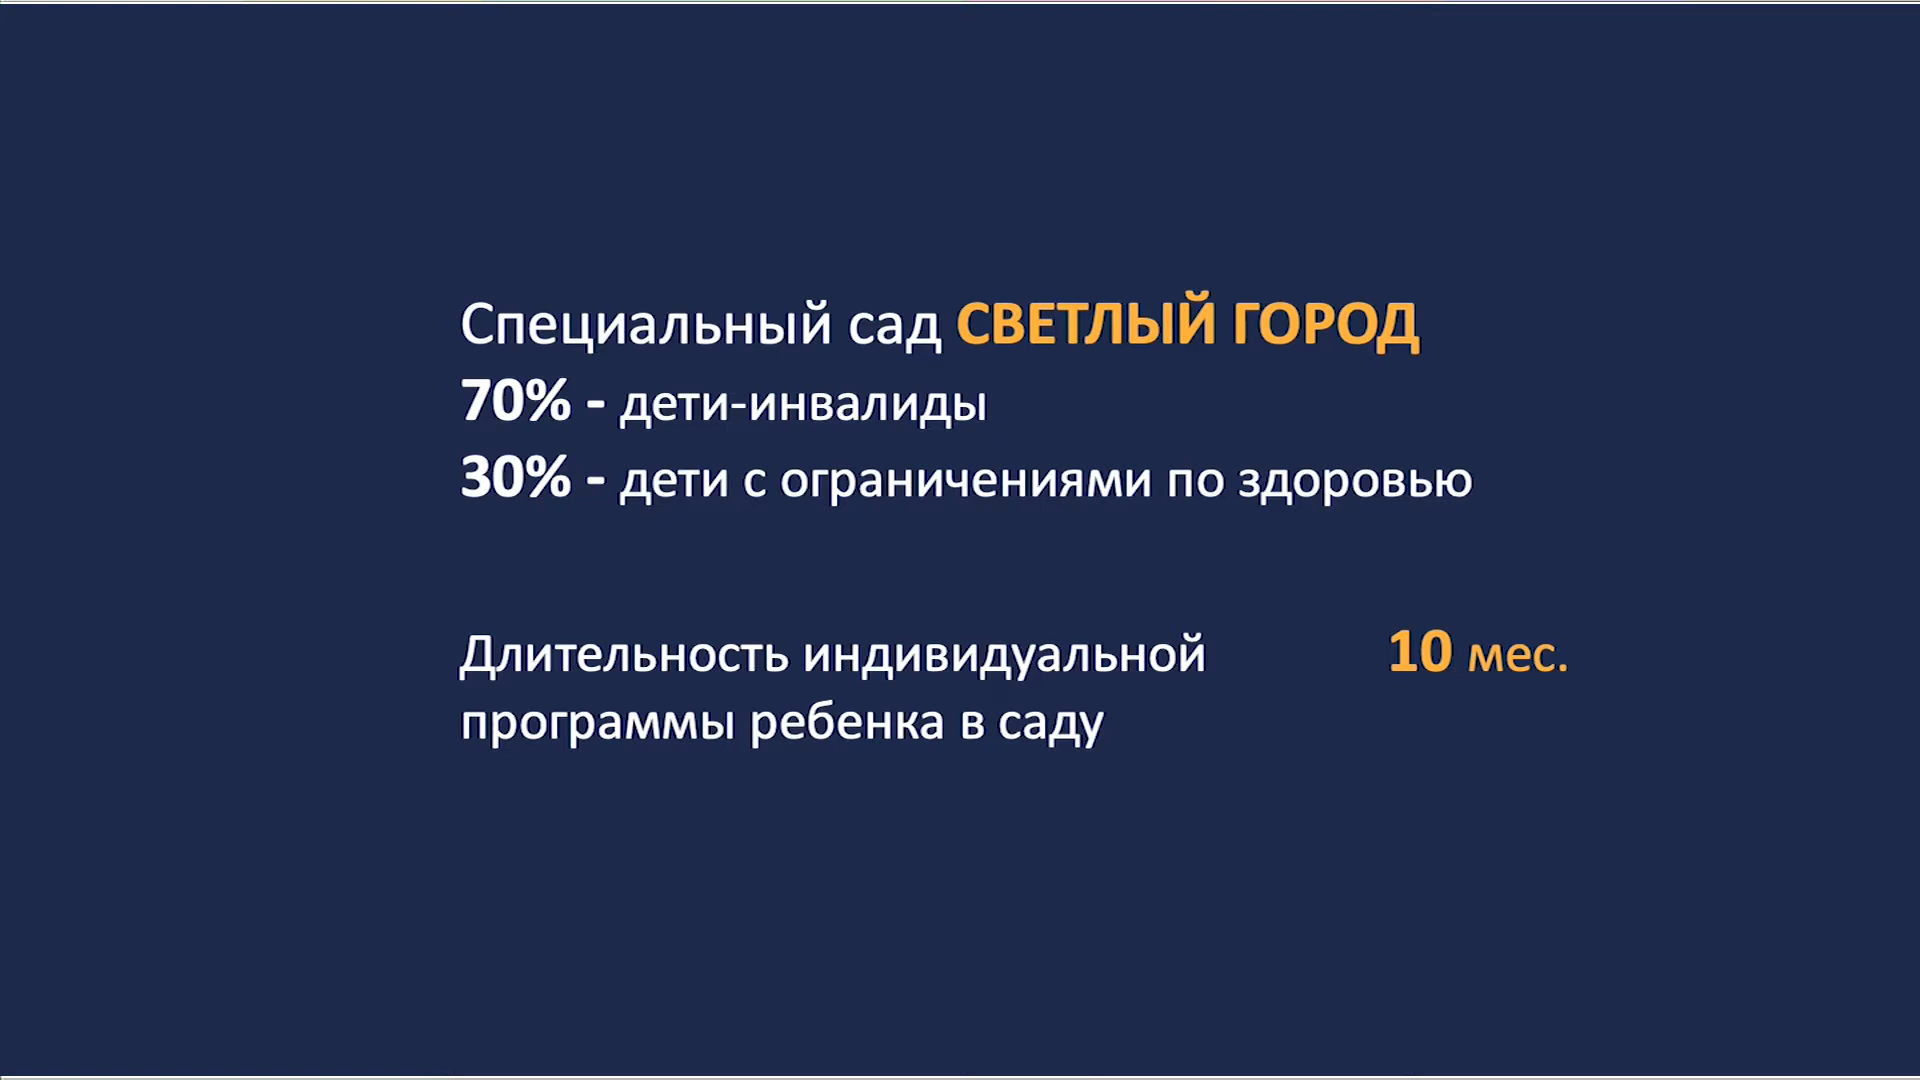 Специальный сад СВЕТЛЫЙ ГОРОД
70% - дети-инвалиды
30% - дети с ограничениями по здоровью
Длительность индивидуальной 10 мес.
программы ребенка в саду